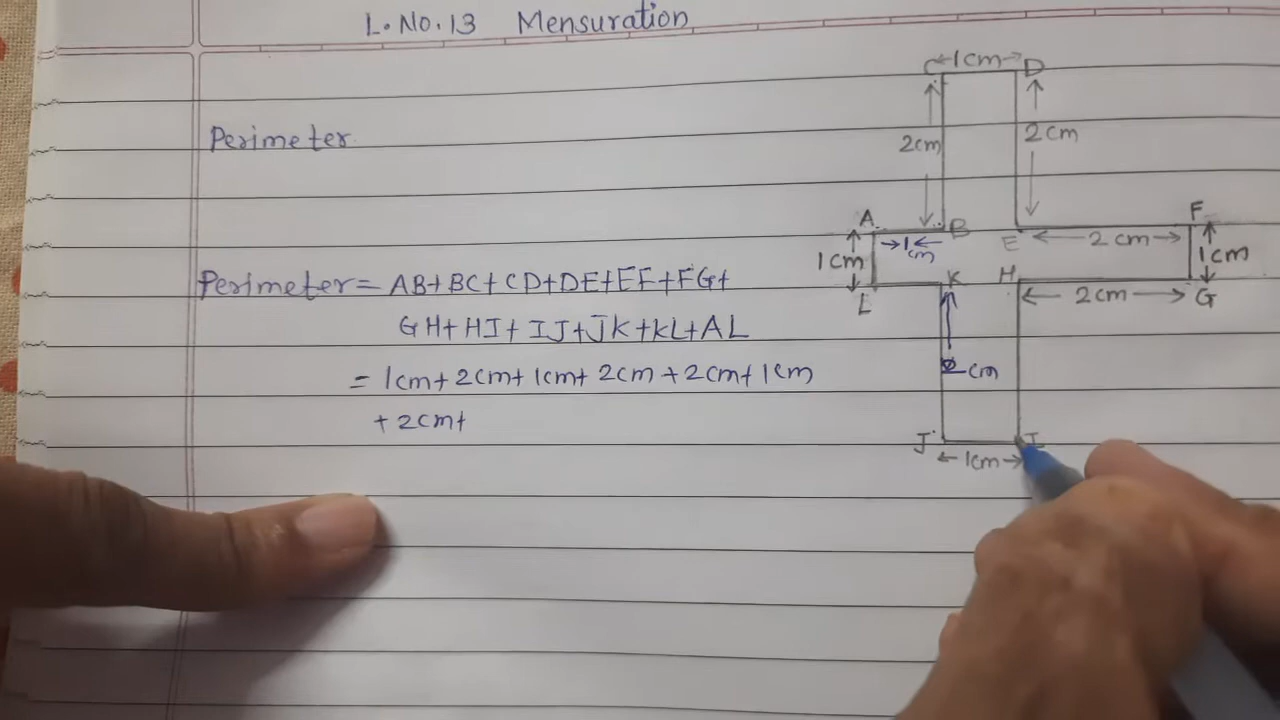 L.No.13 Mensuration
Perimeter
C 1cm D
2cm 2cm
A B E 2cm F
1cm 1cm 1cm
L K H 2cm G
2cm
J I
1cm
Perimeter = AB+BC+CD+DE+EF+FG+
GH+HI+IJ+JK+KL+AL
= 1cm+2cm+1cm+2cm+2cm+1cm
+2cm+